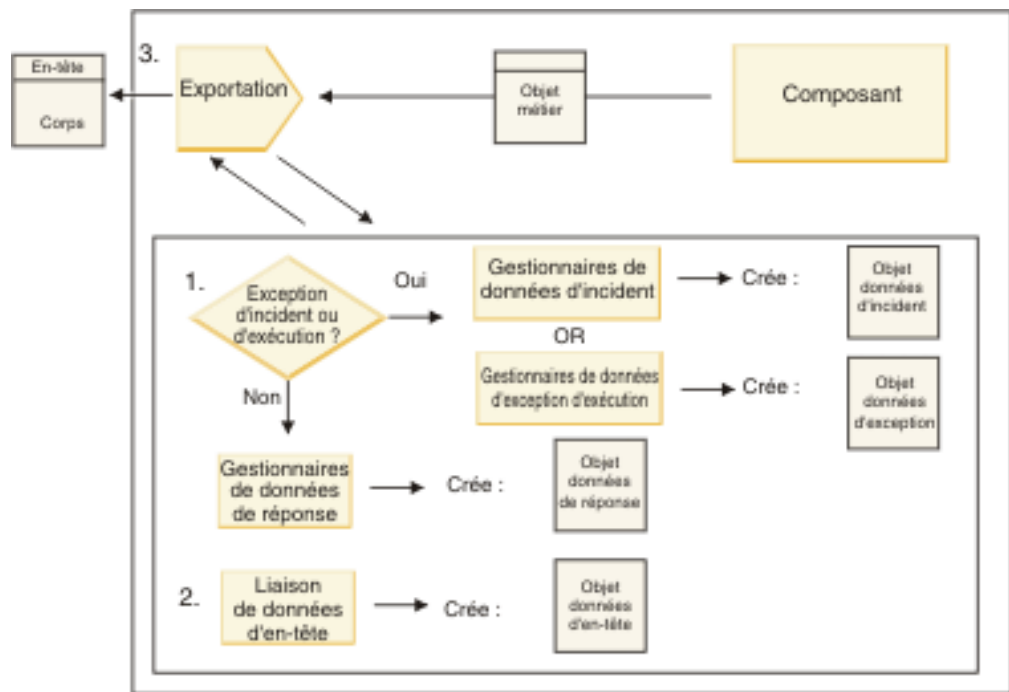 En-tête
Corps
3.
Exportation
Objet
métier
Composant
1.
Exception
d'incident ou
d'exécution ?
Oui
Gestionnaires de
données d'incident
Crée :
Objet
données
d'incident
OR
Gestionnaires de données
d'exception d'exécution
Crée :
Objet
données
d'exception
Non
Gestionnaires
de données
de réponse
Crée :
Objet
données
de réponse
2.
Liaison
de données
d'en-tête
Crée :
Objet
données
d'en-tête